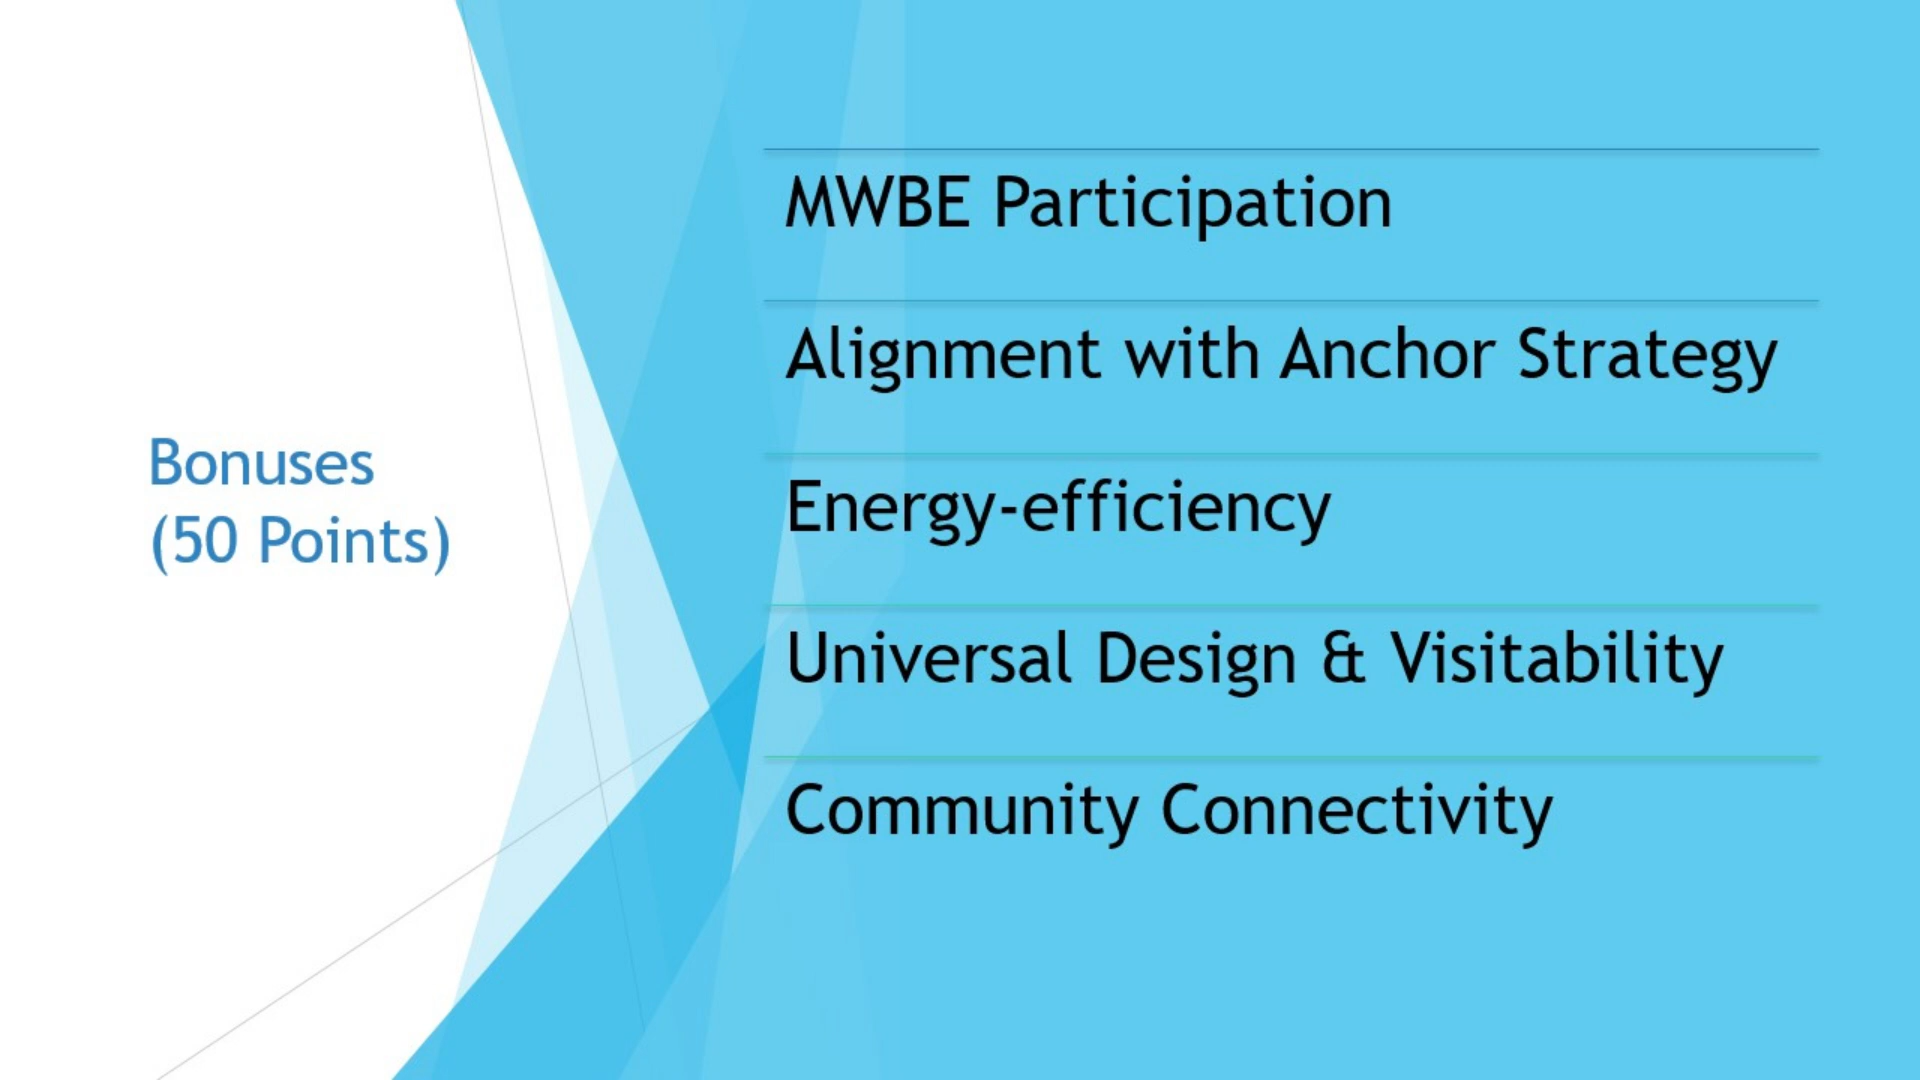 Bonuses
(50 Points)
MWBE Participation
Alignment with Anchor Strategy
Energy-efficiency
Universal Design & Visitability
Community Connectivity